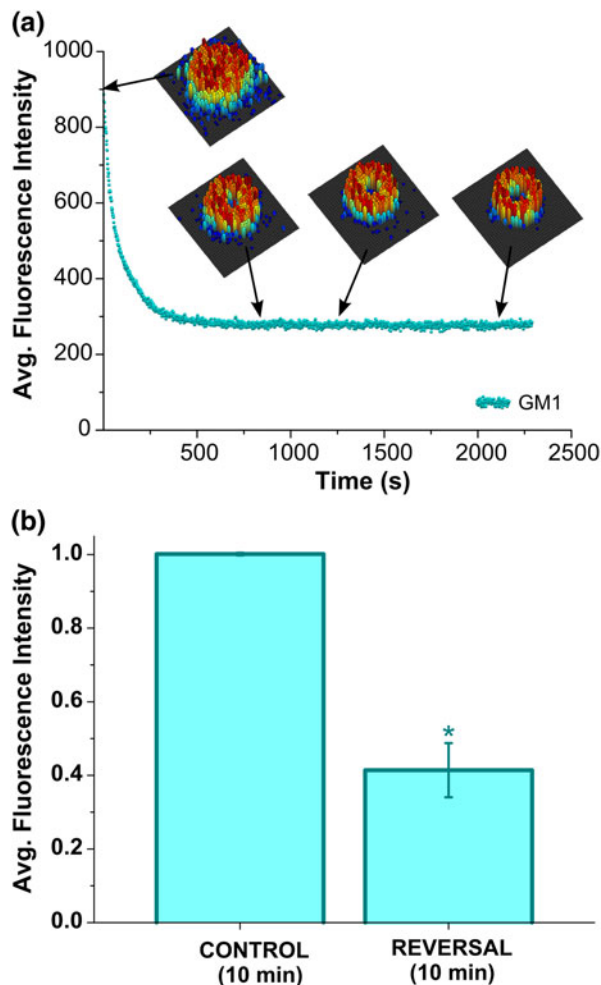 (a)
1000
800
600
400
200
0
Avg. Fluorescence Intensity
500
1000
1500
2000
2500
Time (s)
GM1
(b)
1.0
0.8
0.6
0.4
0.2
0.0
Avg. Fluorescence Intensity
*
CONTROL
(10 min)
REVERSAL
(10 min)